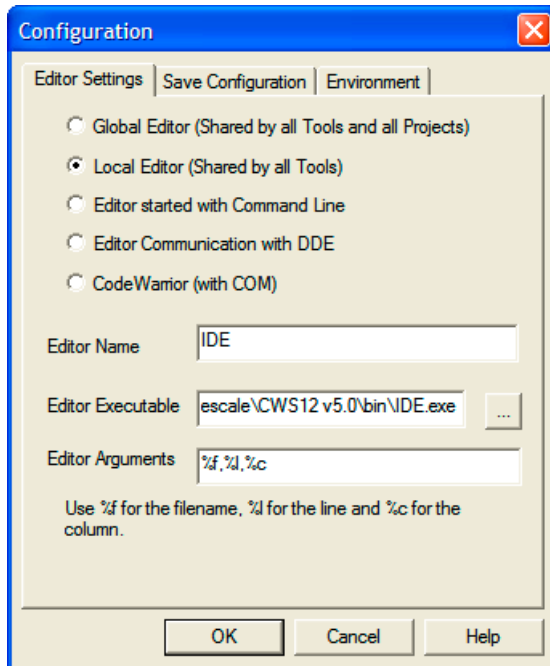 Configuration
Editor Settings Save Configuration Environment
Global Editor (Shared by all Tools and all Projects)
Local Editor (Shared by all Tools)
Editor started with Command Line
Editor Communication with DDE
CodeWarrior (with COM)
Editor Name IDE
Editor Executable escale\CWS12 v5.0\bin\IDE.exe ...
Editor Arguments %f,%l,%c
Use %f for the filename, %l for the line and %c for the
column.
OK Cancel Help